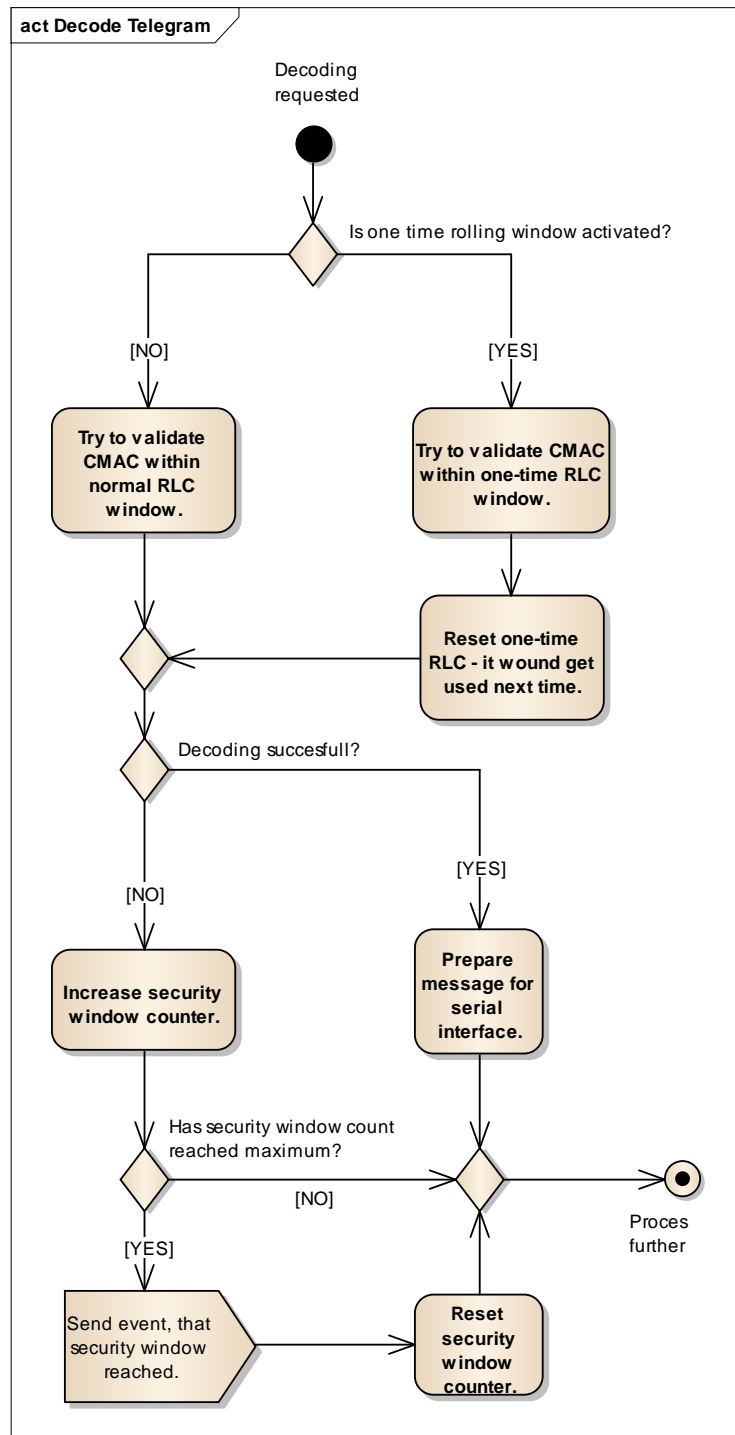 act Decode Telegram
Decoding
requested
Is one time rolling window activated?
[NO]
[YES]
Try to validate
CMAC within
normal RLC
window.
Try to validate CMAC
within one-time RLC
window.
Reset one-time
RLC - it wound get
used next time.
Decoding succesfull?
[YES]
[NO]
Prepare
message for
serial
interface.
Increase security
window counter.
Has security window count
reached maximum?
[NO]
Proces
further
[YES]
Send event, that
security window
reached.
Reset
security
window
counter.